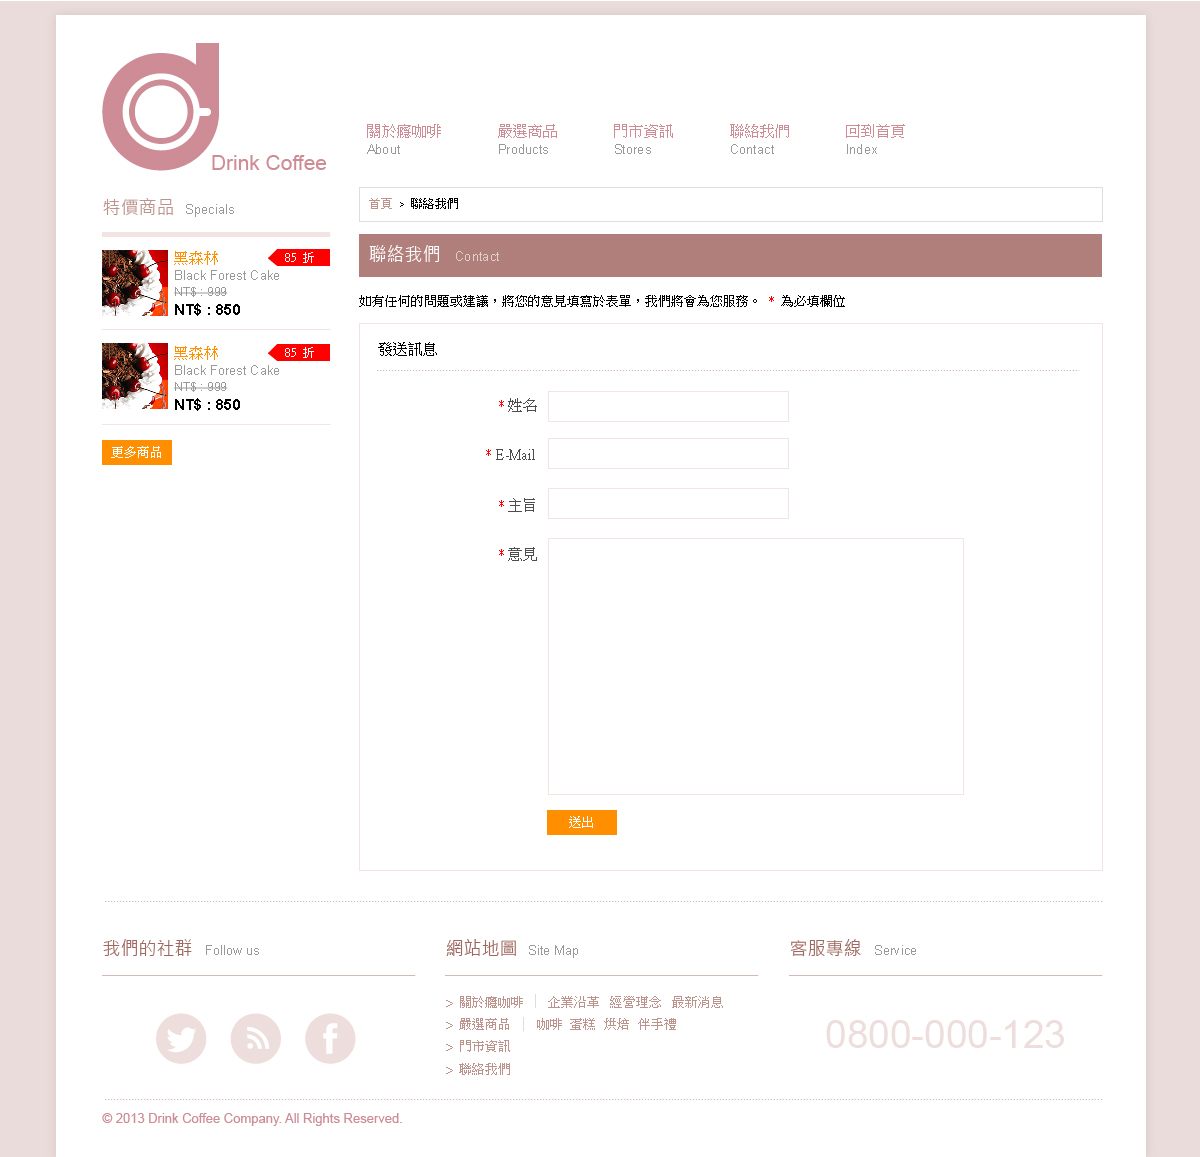 Drink Coffee
關於癮咖啡 嚴選商品 門市資訊 聯絡我們 回到首頁
About Products Stores Contact Index
特價商品 Specials
黑森林 85 折
Black Forest Cake
NT$ : 999
NT$ : 850
黑森林 85 折
Black Forest Cake
NT$ : 999
NT$ : 850
更多商品
首頁 > 聯絡我們
聯絡我們 Contact
如有任何的問題或建議，將您的意見填寫於表單，我們將會為您服務。 * 為必填欄位
發送訊息
*姓名
* E-Mail
*主旨
*意見
送出
我們的社群 Follow us
網站地圖 Site Map
> 關於癮咖啡 | 企業沿革 經營理念 最新消息
> 嚴選商品 | 咖啡 蛋糕 烘焙 伴手禮
> 門市資訊
> 聯絡我們
客服專線 Service
0800-000-123
© 2013 Drink Coffee Company. All Rights Reserved.